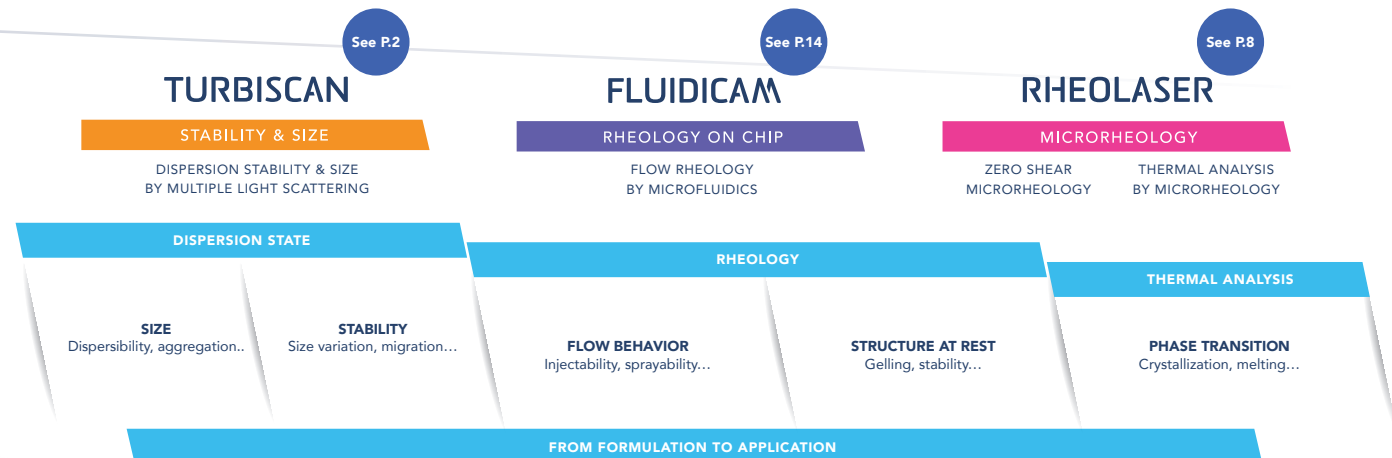 See P.2
See P.14
See P.8
TURBISCAN
FLUIDICAM
RHEOLASER
STABILITY & SIZE
RHEOLOGY ON CHIP
MICRORHEOLOGY
DISPERSION STABILITY & SIZE
BY MULTIPLE LIGHT SCATTERING
FLOW RHEOLOGY
BY MICROFLUIDICS
ZERO SHEAR
MICRORHEOLOGY
THERMAL ANALYSIS
BY MICRORHEOLOGY
DISPERSION STATE
RHEOLOGY
THERMAL ANALYSIS
SIZE
Dispersibility, aggregation..
STABILITY
Size variation, migration…
FLOW BEHAVIOR
Injectability, sprayability…
STRUCTURE AT REST
Gelling, stability…
PHASE TRANSITION
Crystallization, melting…
FROM FORMULATION TO APPLICATION